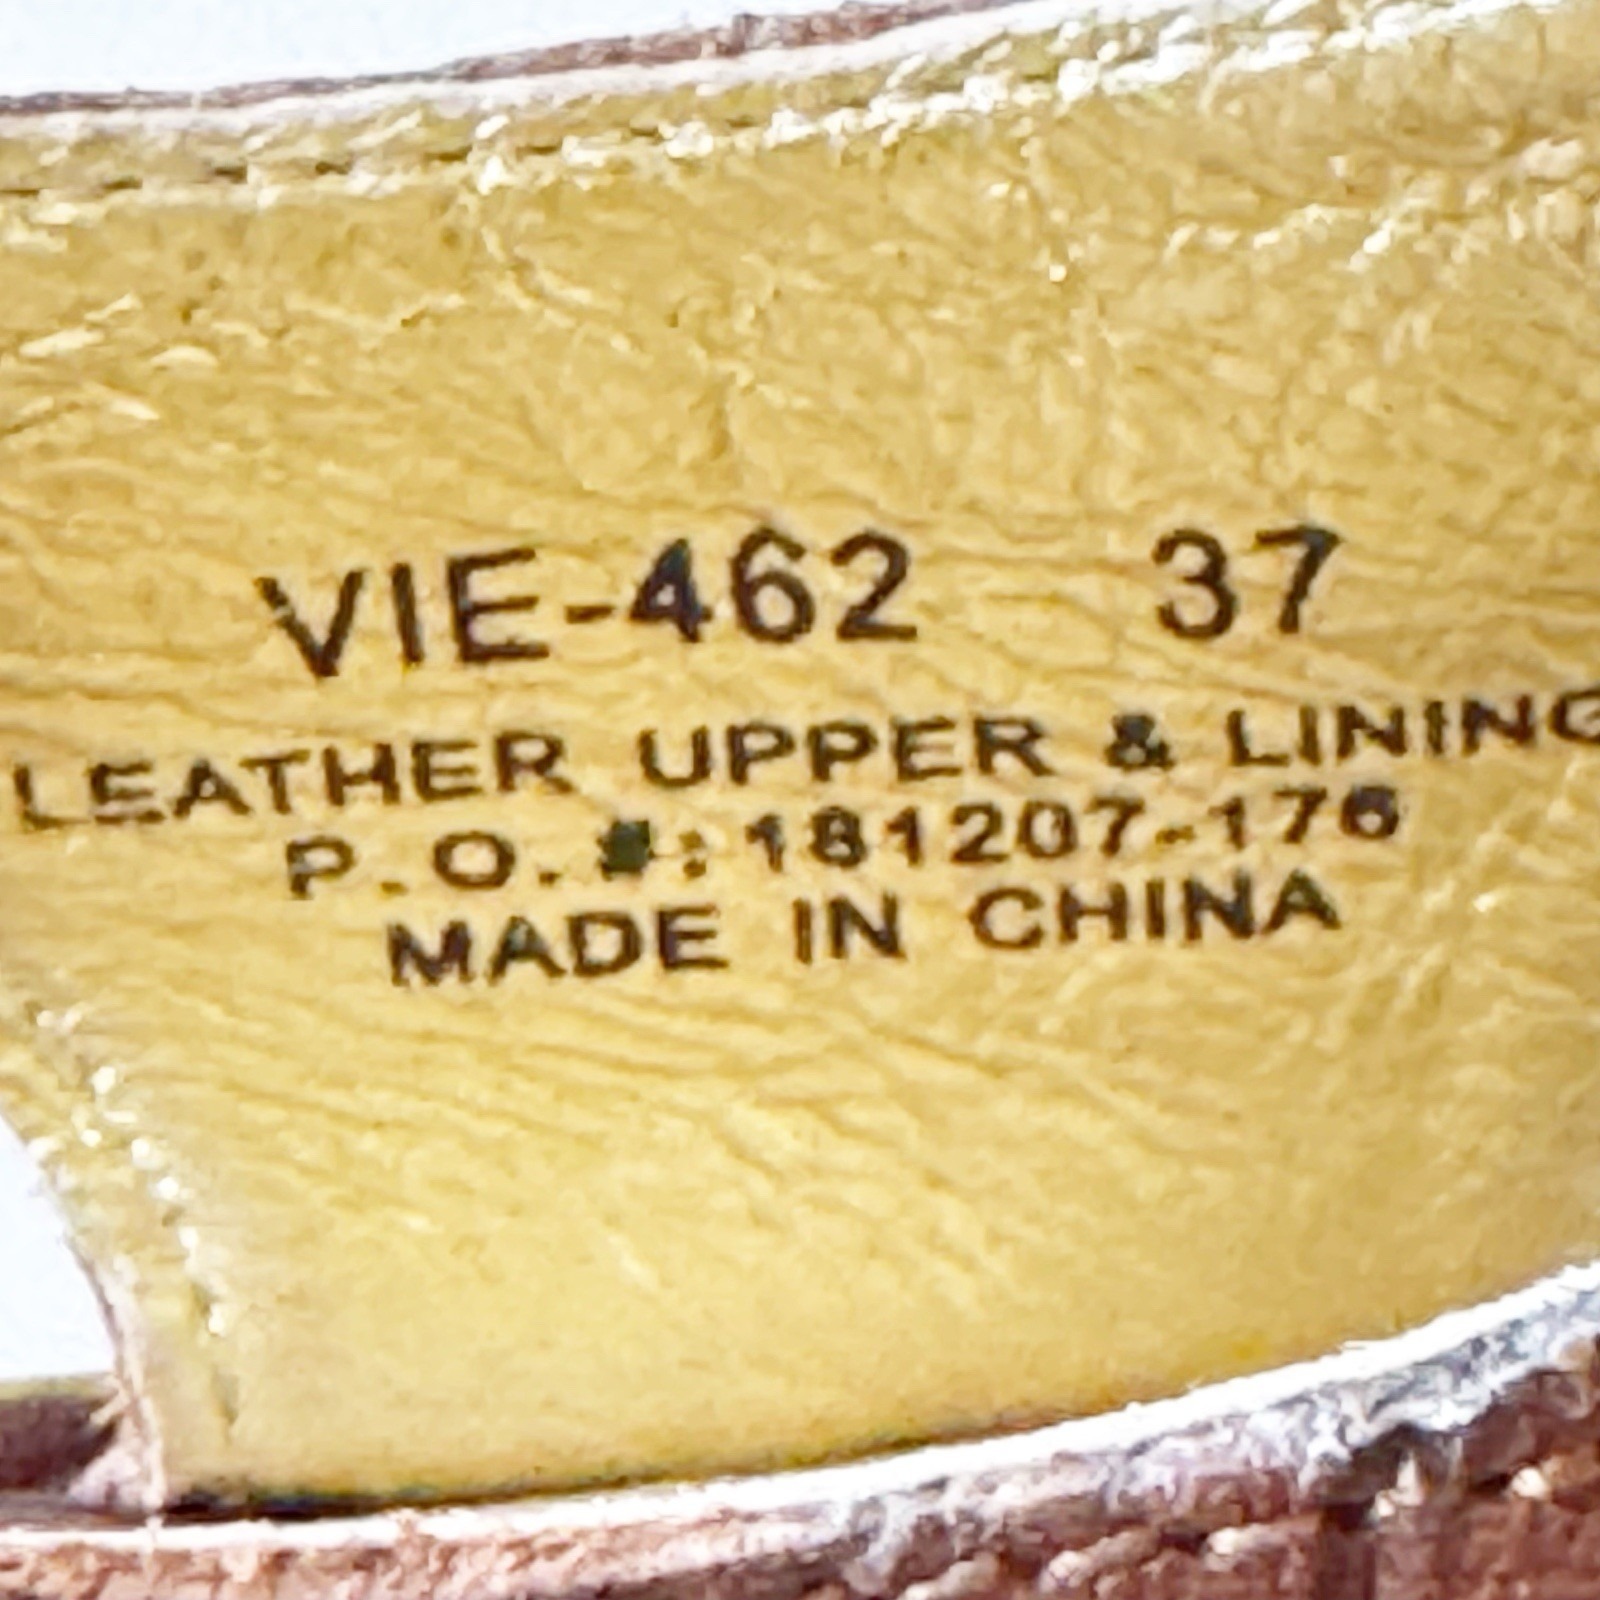 VIE-462 37
LEATHER UPPER & LINING
P.O.#:181207-176
MADE IN CHINA